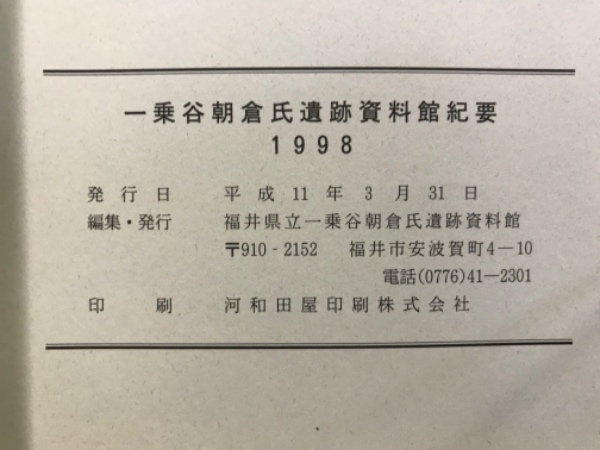 一乗谷朝倉氏遺跡資料館紀要
1998
発行日　平成 11 年 3 月 31 日
編集・発行　福井県立一乗谷朝倉氏遺跡資料館
〒910‐2152　福井市安波賀町4―10
電話(0776)41―2301
印刷　河和田屋印刷株式会社